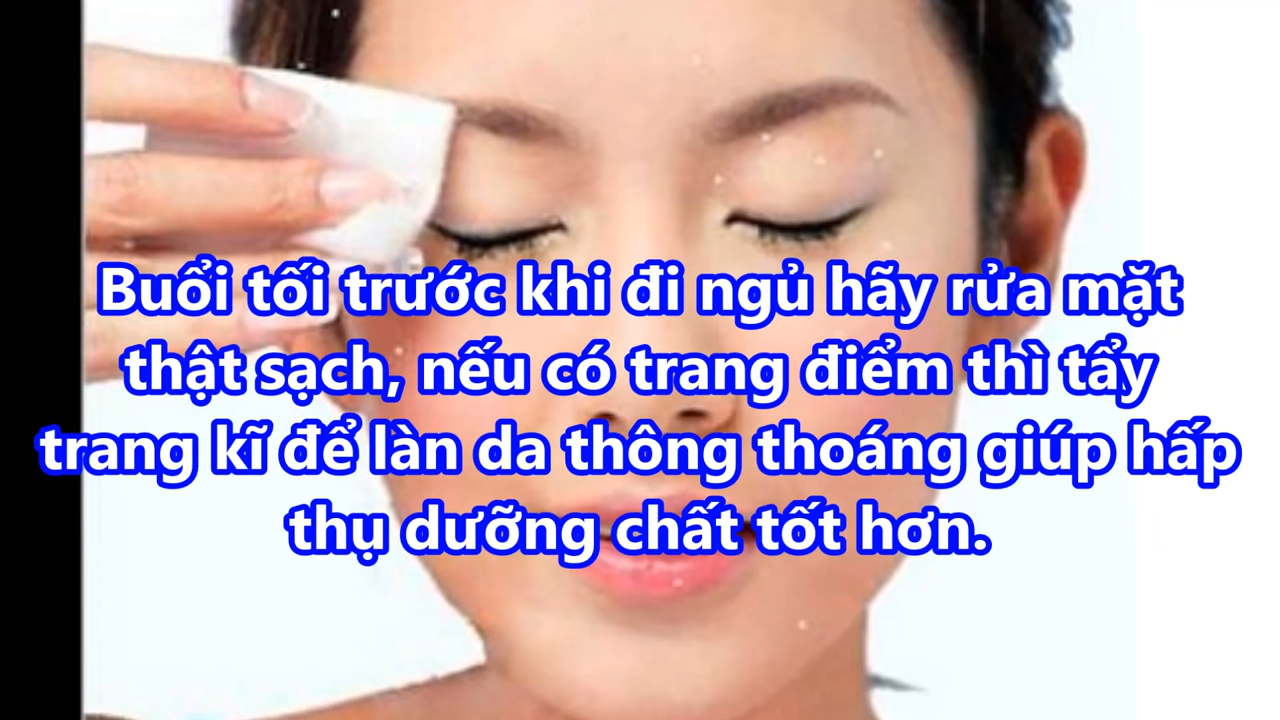 Buổi tối trước khi đi ngủ hãy rửa mặt
thật sạch, nếu có trang điểm thì tẩy
trang kĩ để làn da thông thoáng giúp hấp
thụ dưỡng chất tốt hơn.